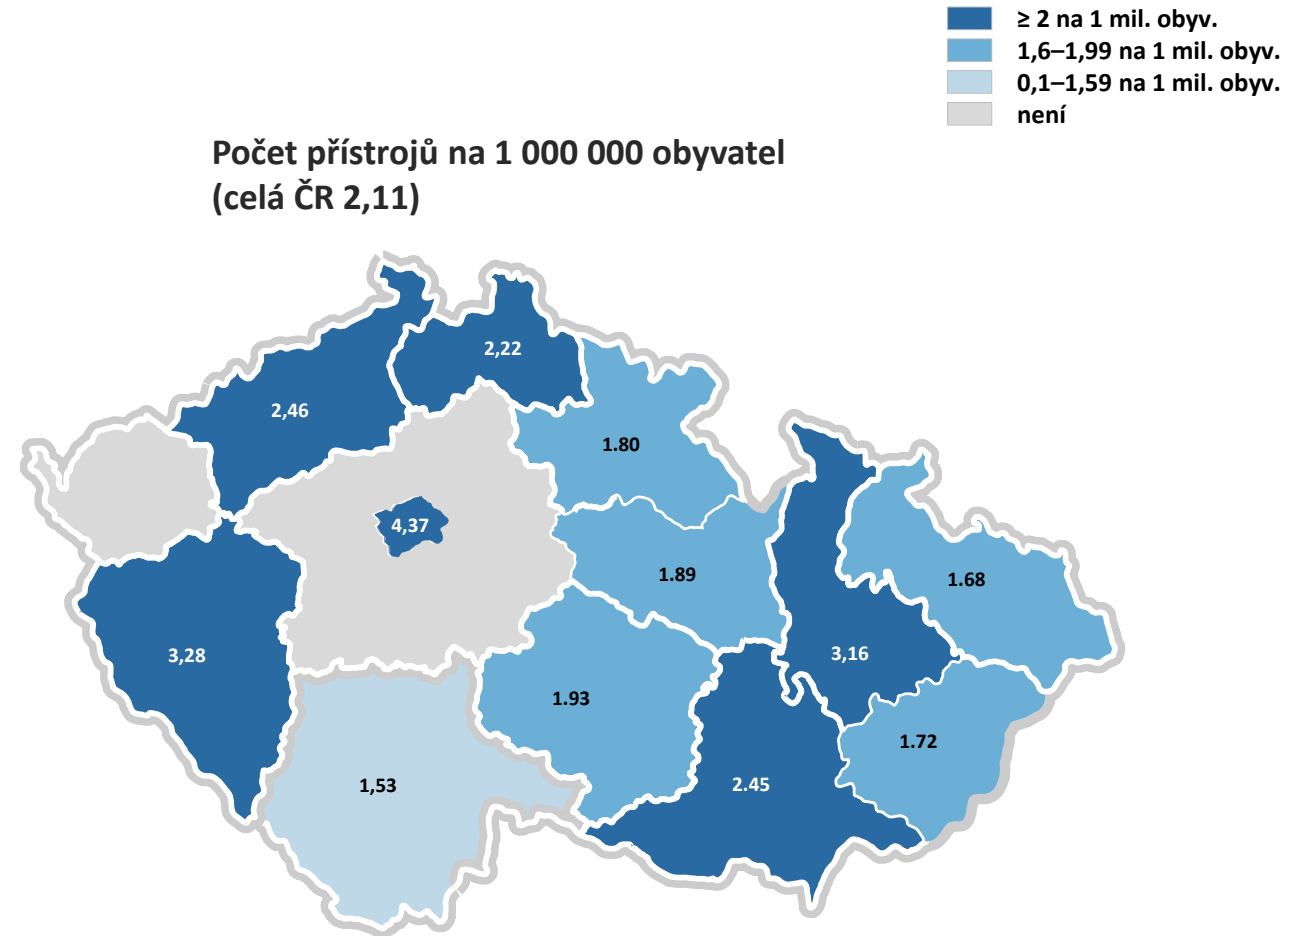 ≥ 2 na 1 mil. obyv.
1,6–1,99 na 1 mil. obyv.
0,1–1,59 na 1 mil. obyv.
není
Počet přístrojů na 1 000 000 obyvatel
(celá ČR 2,11)
2,22
2,46
1.80
4,37
1.89
1.68
3,28
3,16
1.93
1.72
1,53
2.45